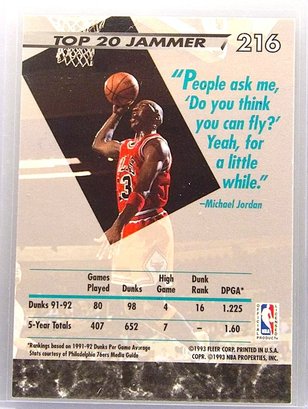 TOP 20 JAMMER 216
"People ask me,
'Do you think
you can fly?'
Yeah, for
a little
while."
–Michael Jordan
Games Played Dunks High Game Dunk Rank DPGA*
Dunks 91-92 80 98 4 16 1.225
5-Year Totals 407 652 7 – 1.60
*Rankings based on 1991-92 Dunks Per Game Average
Stats courtesy of Philadelphia 76ers Media Guide
©1993 FLEER CORP. PRINTED IN U.S.A.
COPR. ©1993 NBA PROPERTIES, INC.